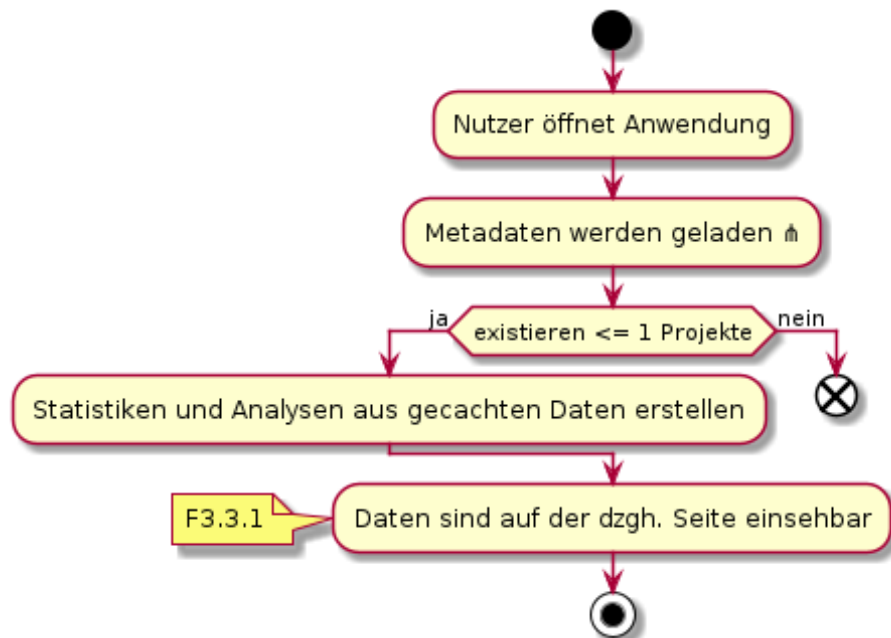 Nutzer öffnet Anwendung
Metadaten werden geladen ⋔
ja
existieren <= 1 Projekte
nein
Statistiken und Analysen aus gecachten Daten erstellen
F3.3.1
Daten sind auf der dzgh. Seite einsehbar